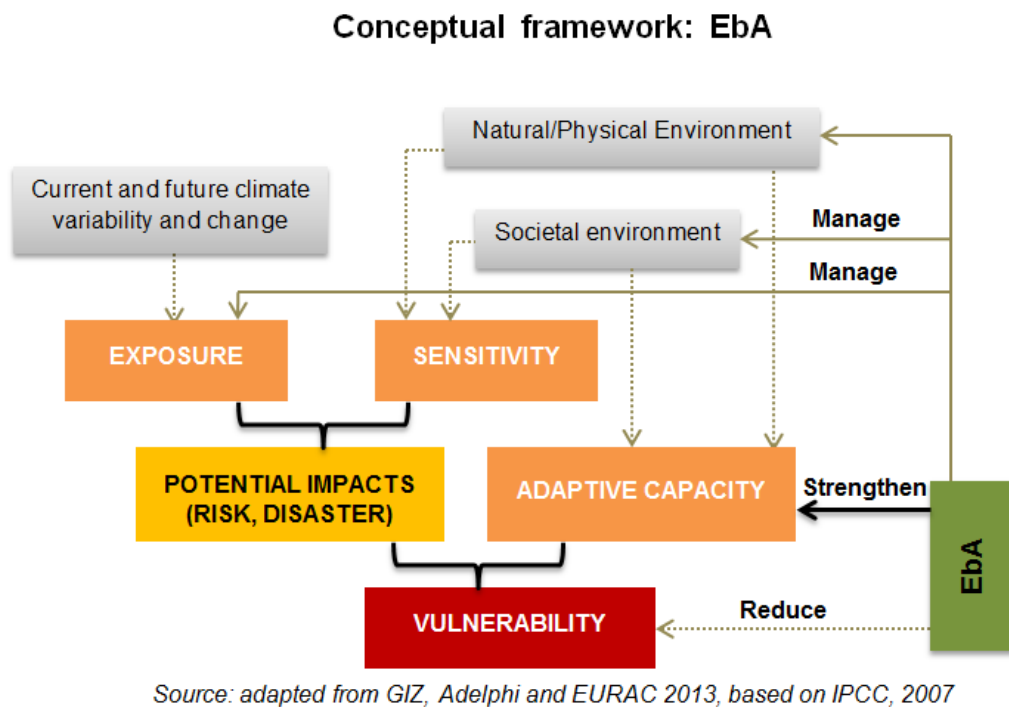 Conceptual framework: EbA
Natural/Physical Environment
Current and future climate
variability and change
Societal environment
Manage
Manage
EXPOSURE
SENSITIVITY
POTENTIAL IMPACTS
(RISK, DISASTER)
ADAPTIVE CAPACITY
Strengthen
EbA
VULNERABILITY
Reduce
Source: adapted from GIZ, Adelphi and EURAC 2013, based on IPCC, 2007